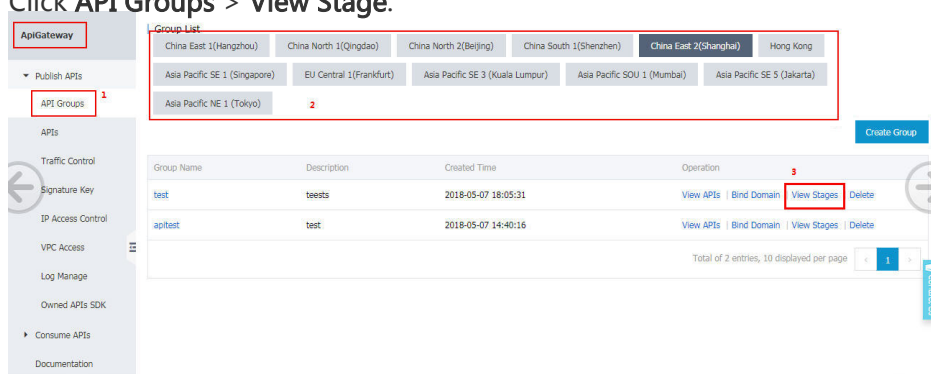 Click API Groups > View Stage.
ApiGateway
Group List
China East 1(Hangzhou) China North 1(Qingdao) China North 2(Beijing) China South 1(Shenzhen) China East 2(Shanghai) Hong Kong
Publish APIs
Asia Pacific SE 1 (Singapore) EU Central 1(Frankfurt) Asia Pacific SE 3 (Kuala Lumpur) Asia Pacific SOU 1 (Mumbai) Asia Pacific SE 5 (Jakarta)
API Groups 1
Asia Pacific NE 1 (Tokyo) 2
APIs
Create Group
Traffic Control
Group Name Description Created Time Operation 3
Signature Key
test teests 2018-05-07 18:05:31 View APIs | Bind Domain | View Stages | Delete
IP Access Control
apitest test 2018-05-07 14:40:16 View APIs | Bind Domain | View Stages | Delete
VPC Access
Total of 2 entries, 10 displayed per page < 1 >
Log Manage
Owned APIs SDK
Consume APIs
Documentation